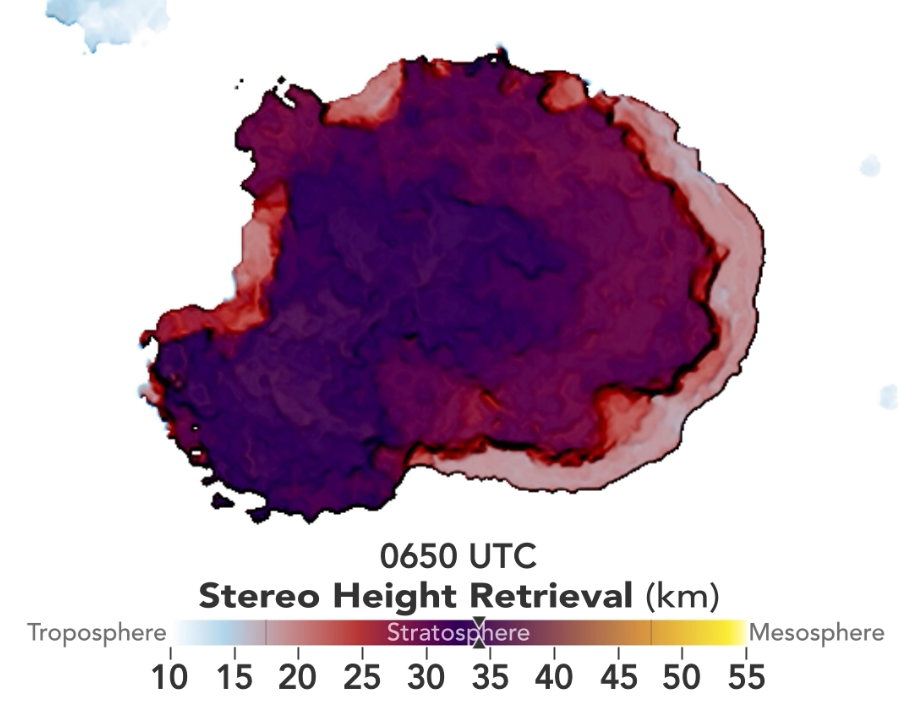 0650 UTC
Stereo Height Retrieval (km)
Troposphere Stratosphere Mesosphere
10 15 20 25 30 35 40 45 50 55